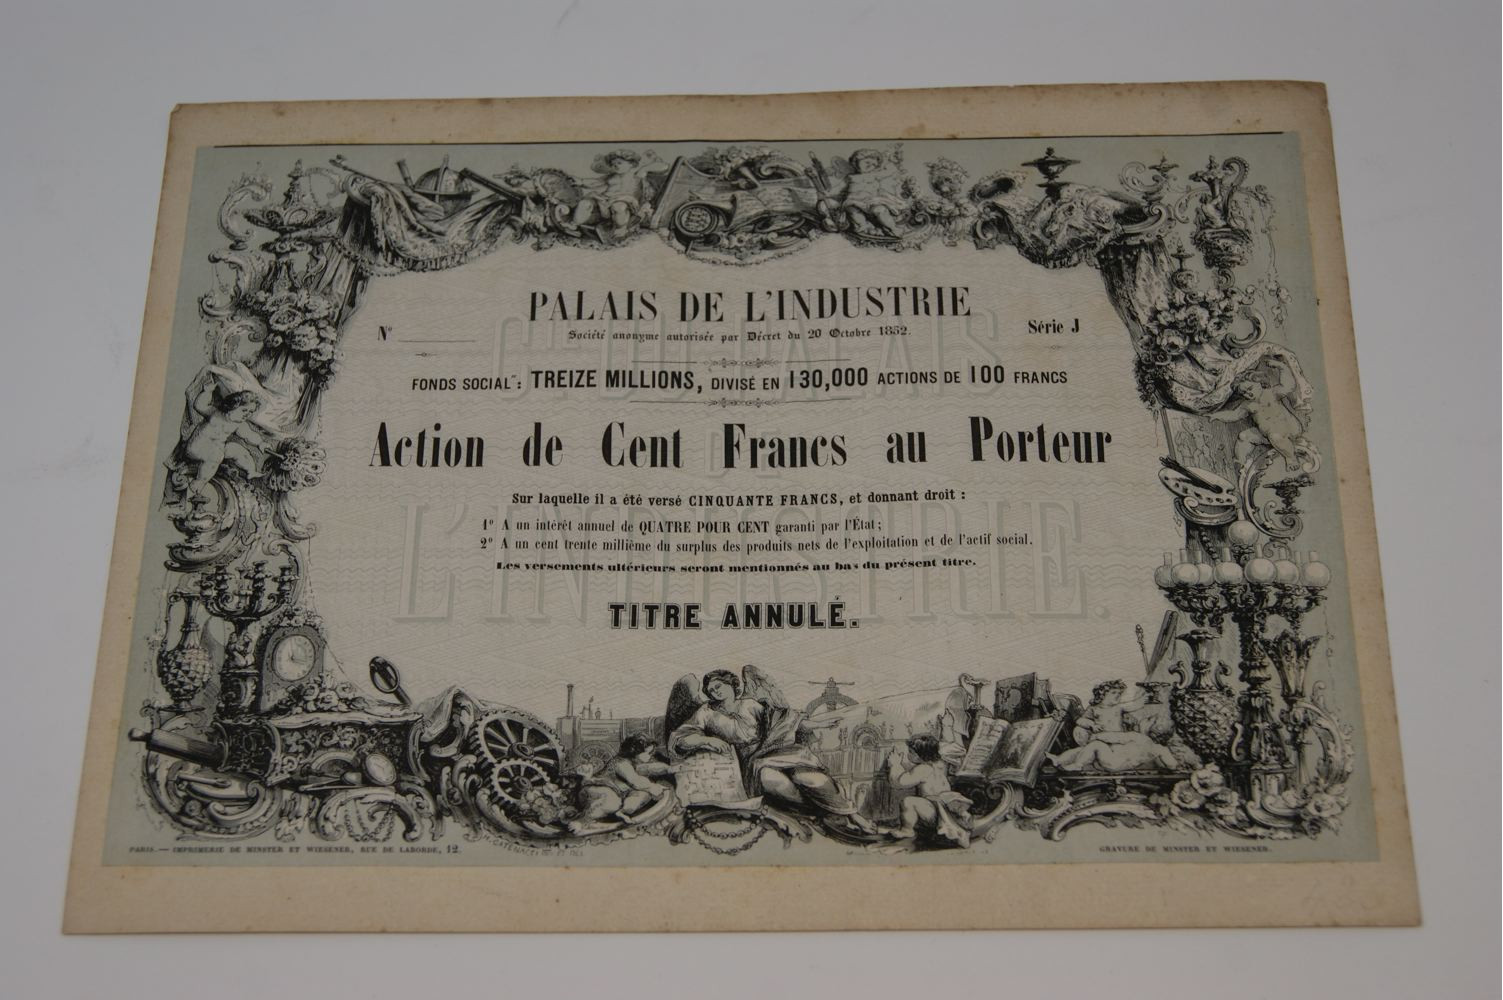 PALAIS DE L'INDUSTRIE
Société anonyme autorisée par Décret du 20 Octobre 1852.
N°
Série J
FONDS SOCIAL : TREIZE MILLIONS, DIVISÉ EN 130,000 ACTIONS DE 100 FRANCS
Action de Cent Francs au Porteur
Sur laquelle il a été versé CINQUANTE FRANCS, et donnant droit :
1° A un intérêt annuel de QUATRE POUR CENT garanti par l'État ;
2° A un cent trente millième du surplus des produits nets de l'exploitation et de l'actif social.
Les versements ultérieurs seront mentionnés au bas du présent titre.
TITRE ANNULÉ.
CIE DU PALAIS
DE
L'INDUSTRIE.
PARIS. — IMPRIMERIE DE MINSTER ET WIESENER, RUE DE LABORDE, 12.
GRAVURE DE MINSTER ET WIESENER.